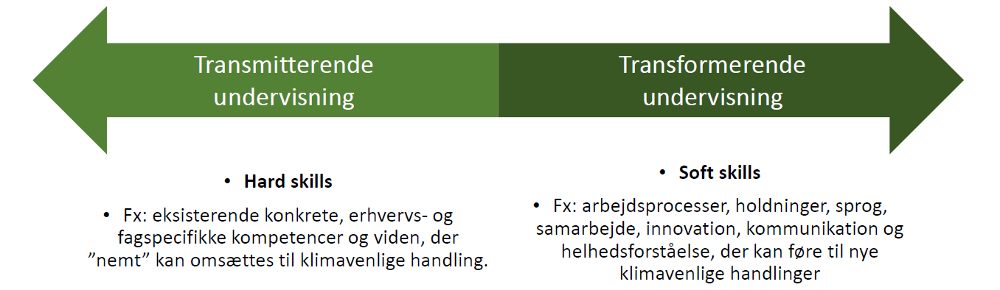 Transmitterende
undervisning
Transformerende
undervisning
• Hard skills
• Fx: eksisterende konkrete, erhvervs- og
fagspecifikke kompetencer og viden, der
”nemt” kan omsættes til klimavenlige handling.
• Soft skills
• Fx: arbejdsprocesser, holdninger, sprog,
samarbejde, innovation, kommunikation og
helhedsforståelse, der kan føre til nye
klimavenlige handlinger